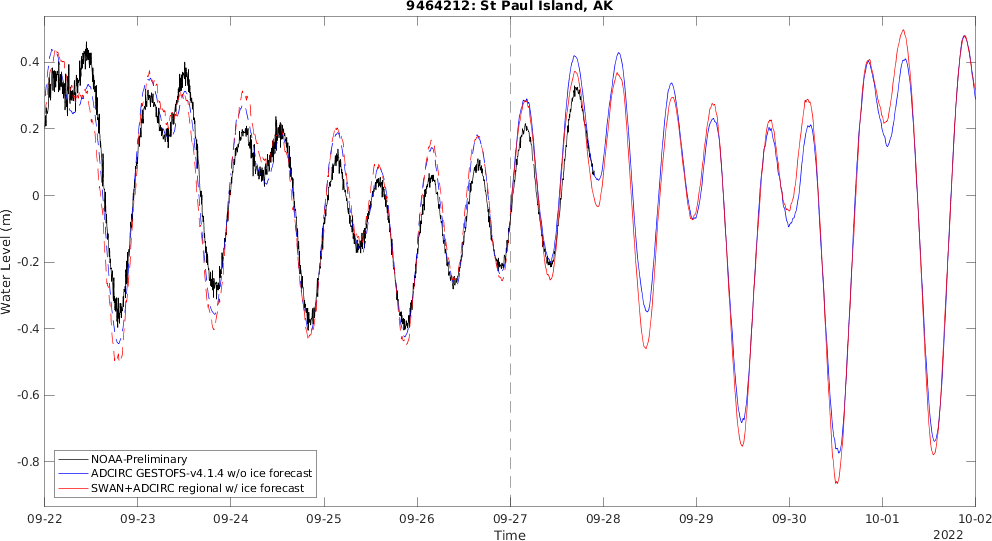 9464212: St Paul Island, AK
0.4
0.2
0
-0.2
-0.4
-0.6
-0.8
Water Level (m)
NOAA-Preliminary
ADCIRC GESTOFS-v4.1.4 w/o ice forecast
SWAN+ADCIRC regional w/ ice forecast
09-22 09-23 09-24 09-25 09-26 09-27 09-28 09-29 09-30 10-01 10-02
Time
2022